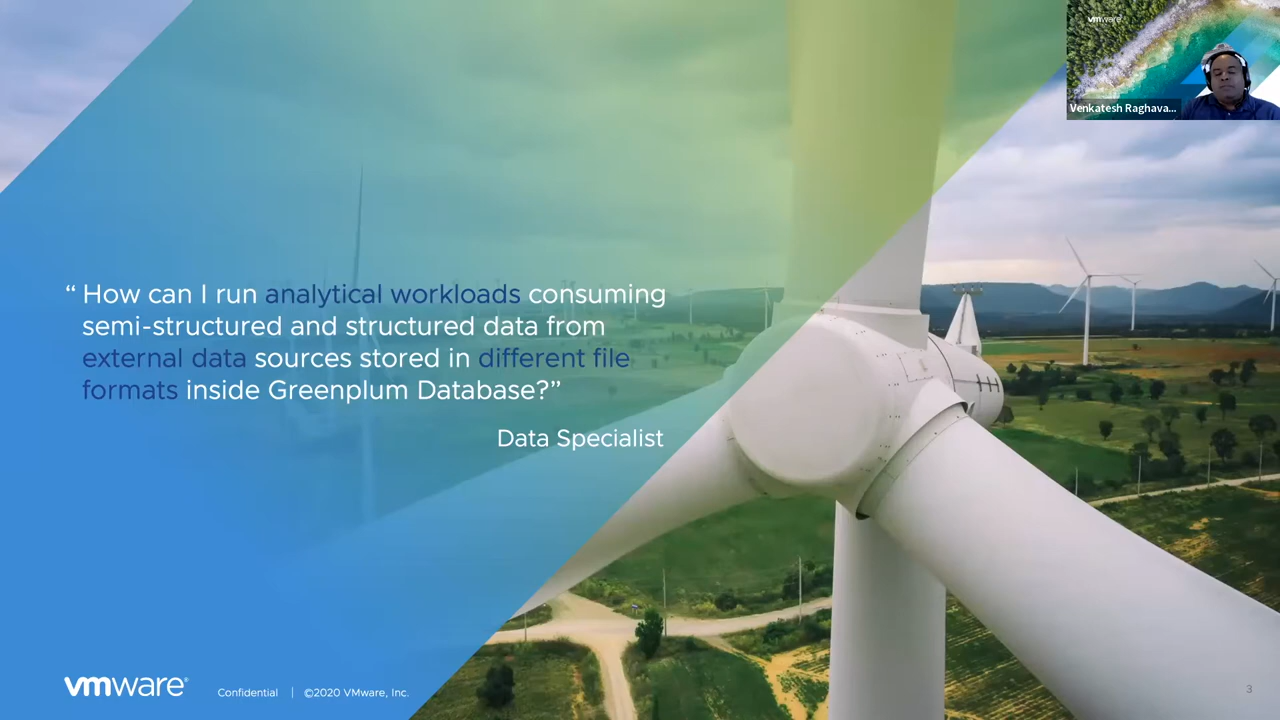 vmware
Venkatesh Raghava...
“ How can I run analytical workloads consuming
semi-structured and structured data from
external data sources stored in different file
formats inside Greenplum Database?”
Data Specialist
vmware®
Confidential | ©2020 VMware, Inc.
3